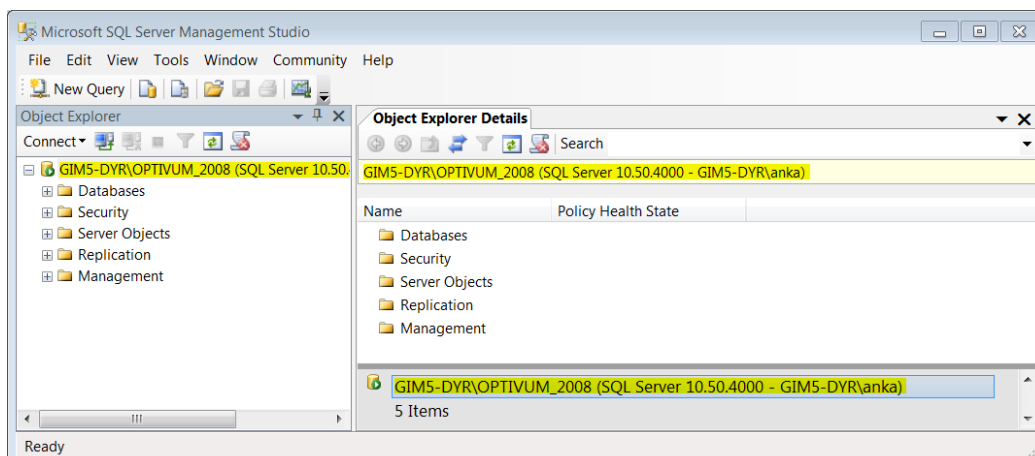 Microsoft SQL Server Management Studio
File Edit View Tools Window Community Help
New Query
Object Explorer
Connect
GIM5-DYR\OPTIVUM_2008 (SQL Server 10.50.
Databases
Security
Server Objects
Replication
Management
Object Explorer Details
Search
GIM5-DYR\OPTIVUM_2008 (SQL Server 10.50.4000 - GIM5-DYR\anka)
Name Policy Health State
Databases
Security
Server Objects
Replication
Management
GIM5-DYR\OPTIVUM_2008 (SQL Server 10.50.4000 - GIM5-DYR\anka)
5 Items
Ready